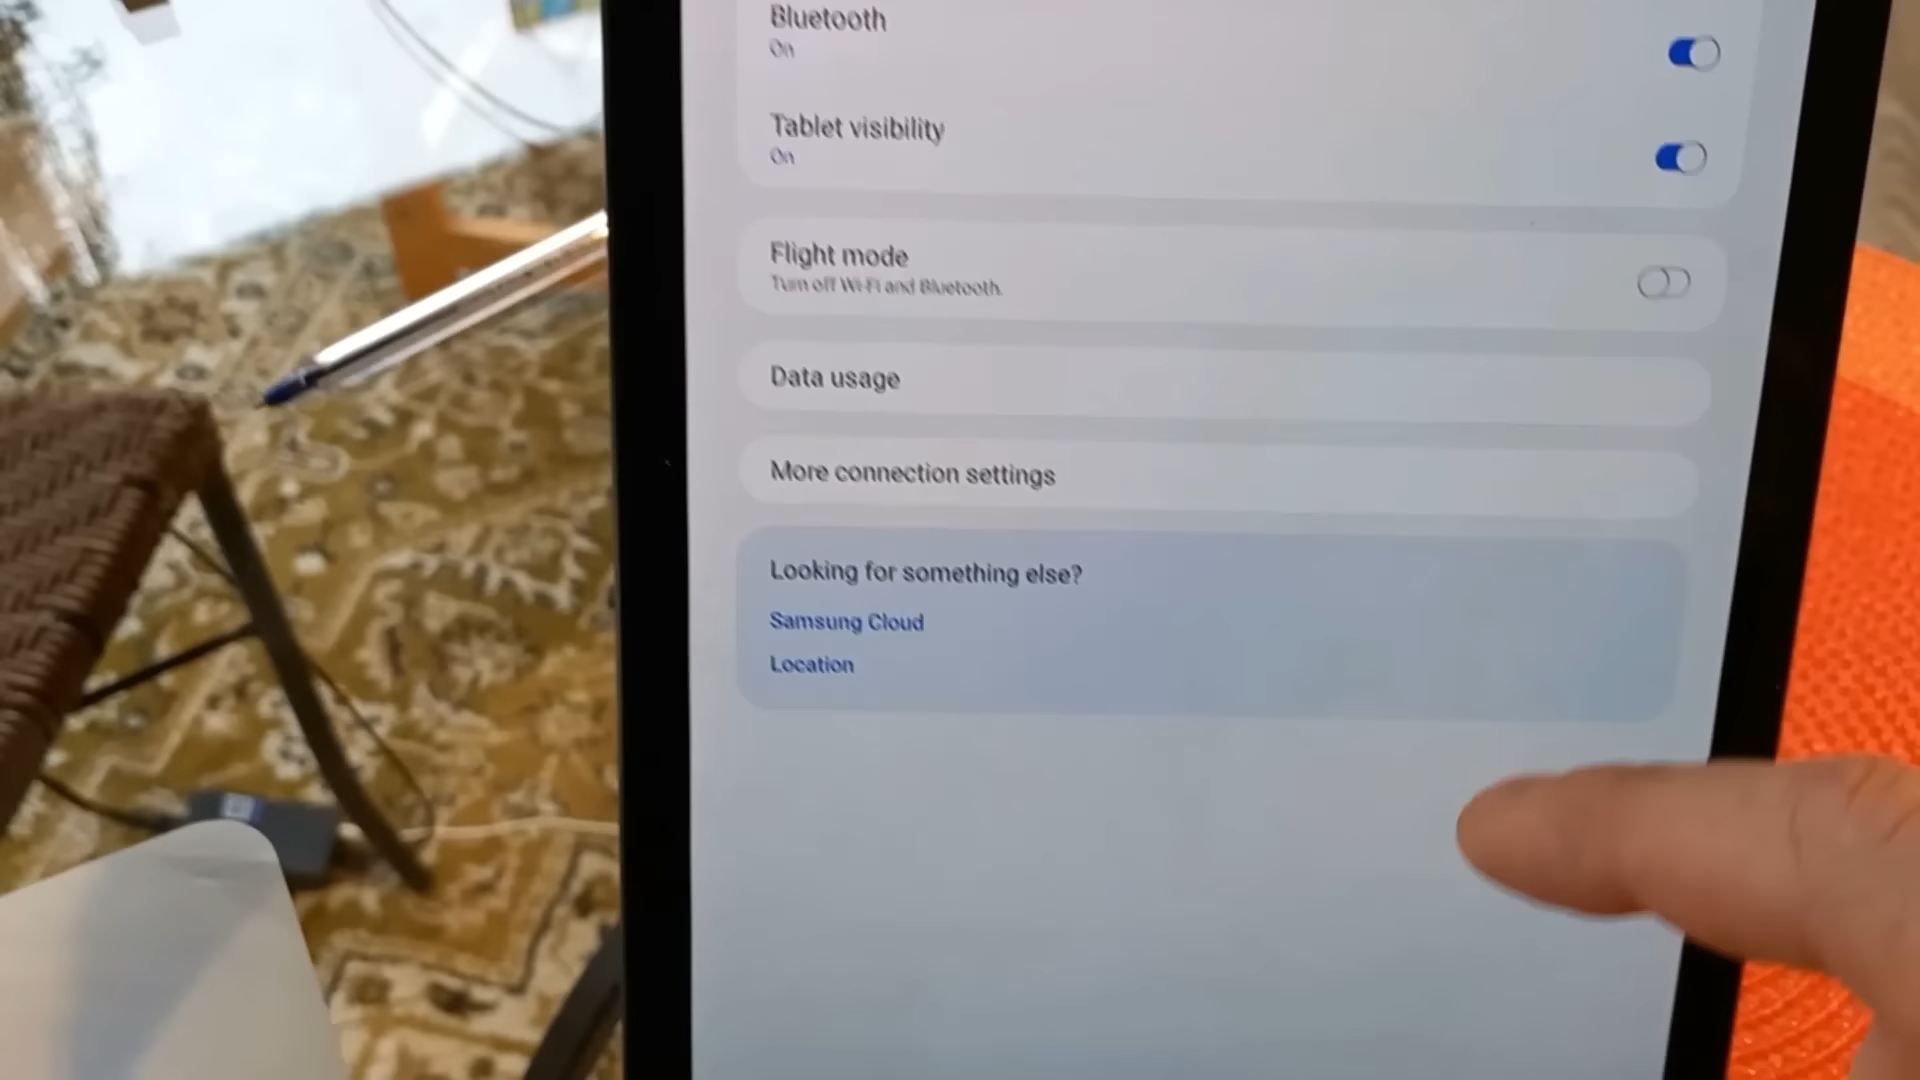 Bluetooth
On
Tablet visibility
On
Flight mode
Turn off Wi-Fi and Bluetooth.
Data usage
More connection settings
Looking for something else?
Samsung Cloud
Location